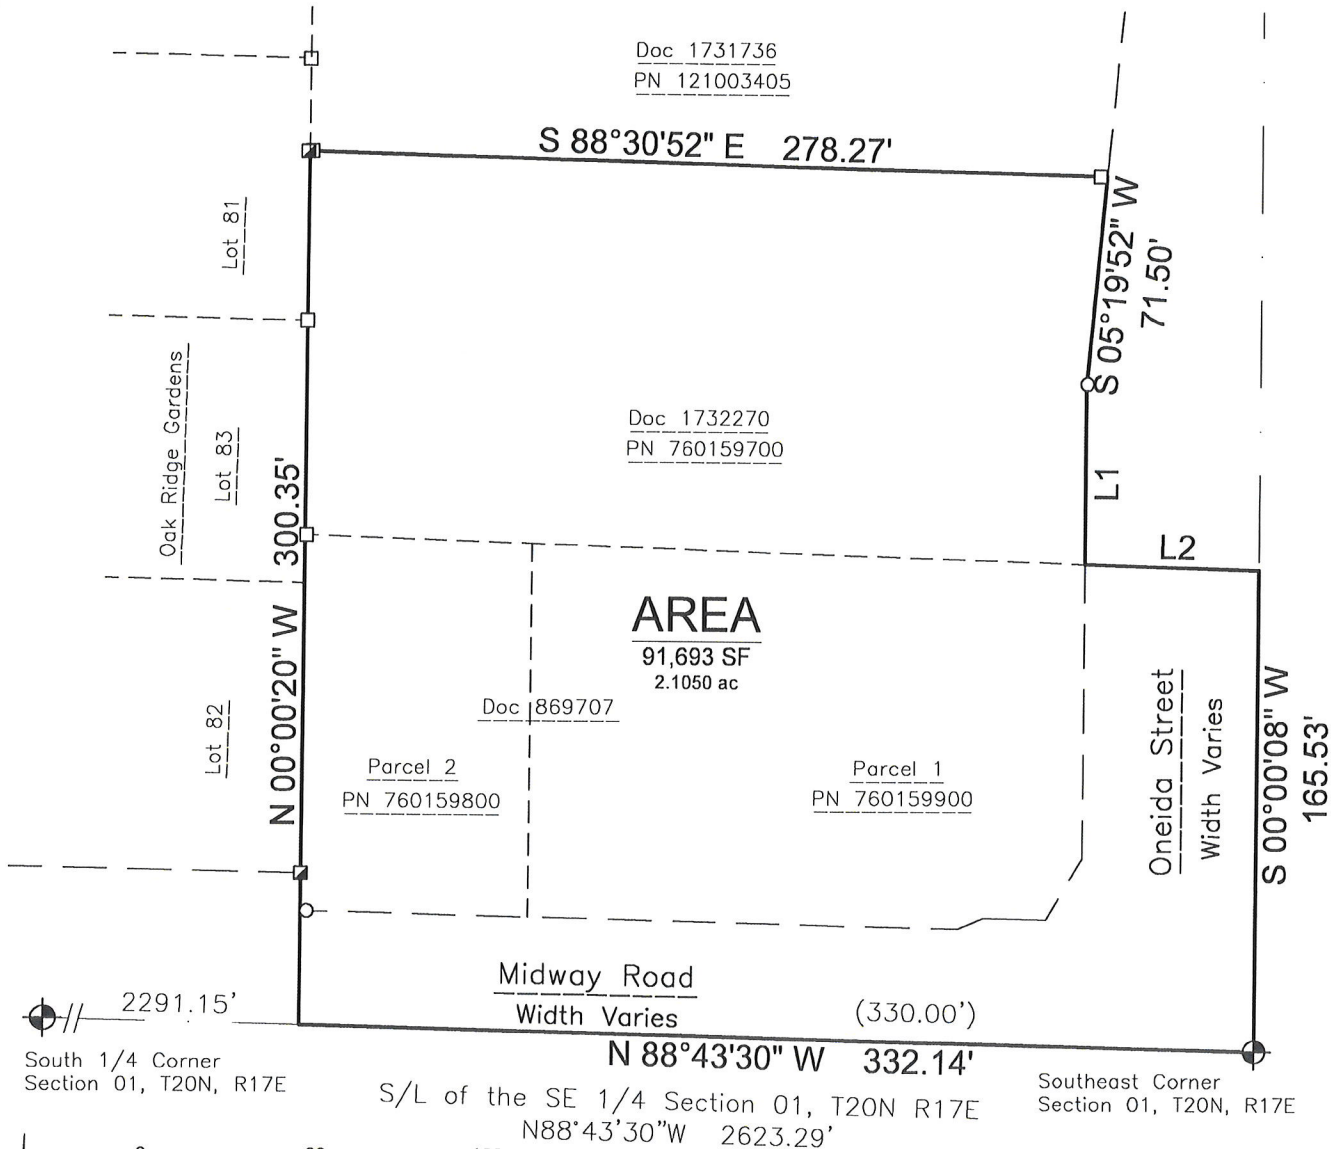 Doc 1731736
PN 121003405
S 88°30'52" E 278.27'
S 05°19'52" W
71.50'
Lot 81
Oak Ridge Gardens
Lot 83
Doc 1732270
PN 760159700
L1
L2
N 00°00'20" W 300.35'
AREA
91,693 SF
2.1050 ac
Doc 869707
Lot 82
Parcel 2
PN 760159800
Parcel 1
PN 760159900
Oneida Street
Width Varies
S 00°00'08" W
165.53'
Midway Road
Width Varies
(330.00')
2291.15'
N 88°43'30" W 332.14'
South 1/4 Corner
Section 01, T20N, R17E
Southeast Corner
Section 01, T20N, R17E
S/L of the SE 1/4 Section 01, T20N R17E
N88°43'30"W 2623.29'